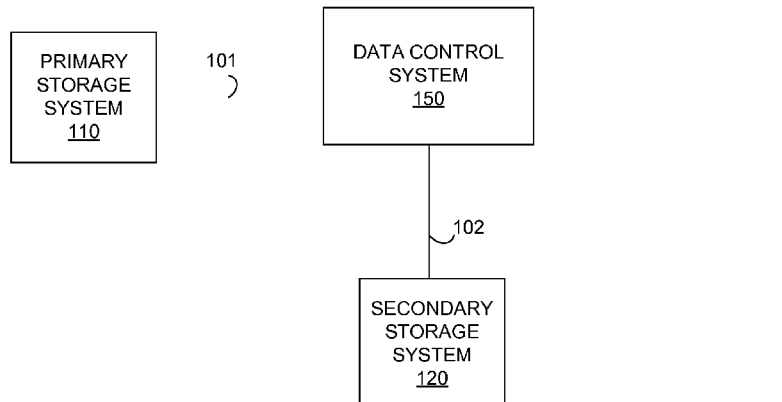 PRIMARY
STORAGE
SYSTEM
110
101
DATA CONTROL
SYSTEM
150
102
SECONDARY
STORAGE
SYSTEM
120